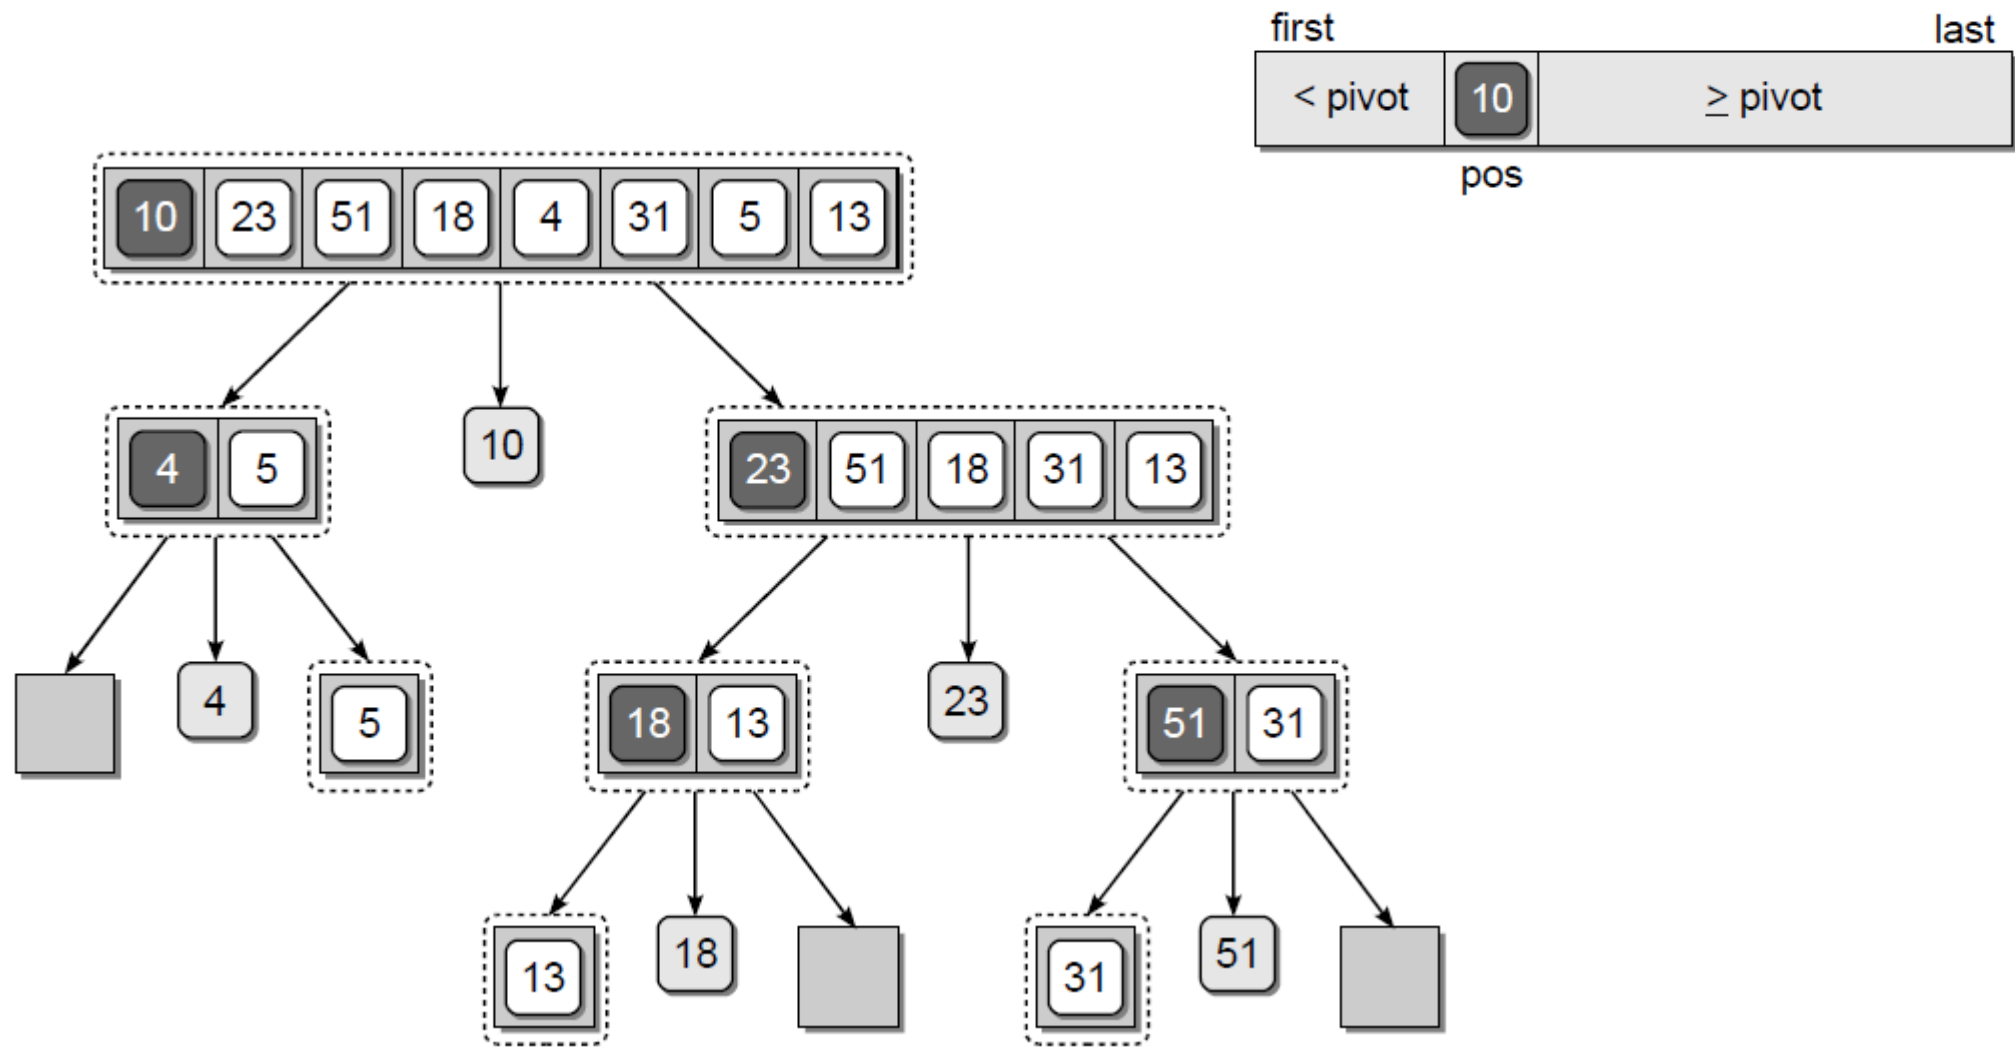 first last
< pivot 10 ≥ pivot
pos
10 23 51 18 4 31 5 13
4 5 10 23 51 18 31 13
4 5 18 13 23 51 31
13 18 31 51